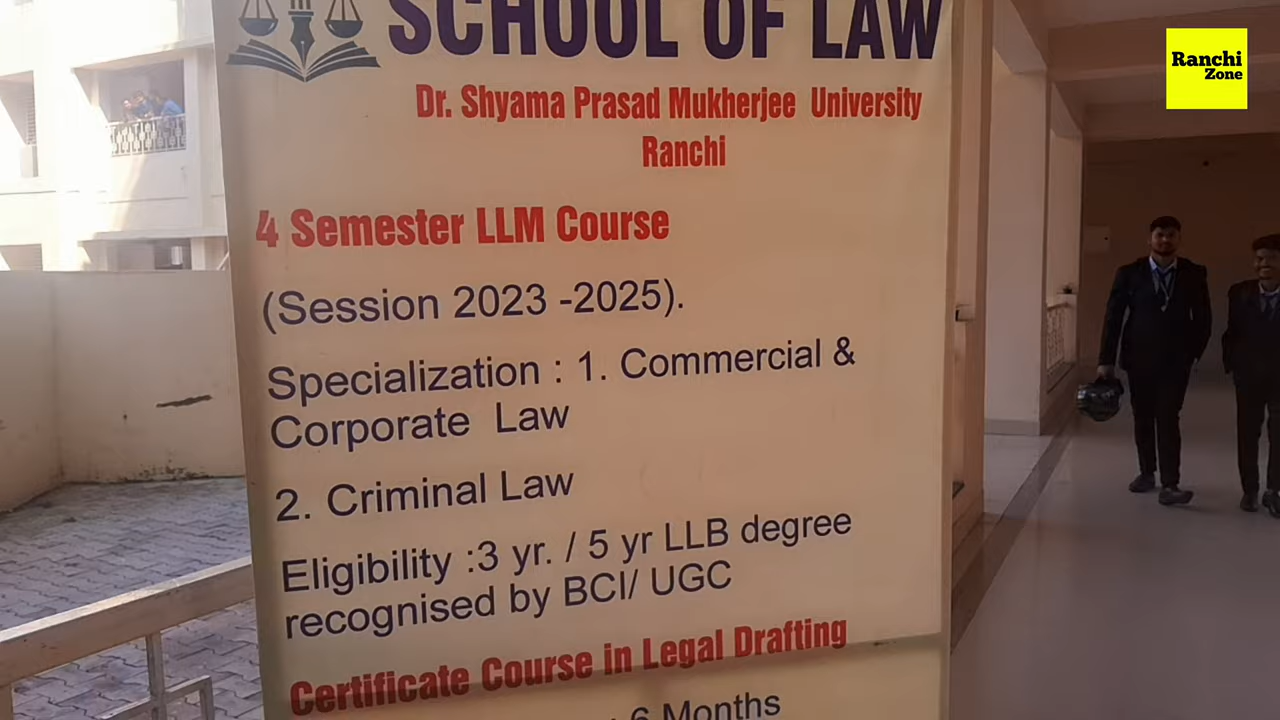 SCHOOL OF LAW
Dr. Shyama Prasad Mukherjee University
Ranchi
4 Semester LLM Course
(Session 2023 -2025).
Specialization : 1. Commercial &
Corporate Law
2. Criminal Law
Eligibility :3 yr. / 5 yr LLB degree
recognised by BCI/ UGC
Certificate Course in Legal Drafting
: 6 Months
Ranchi
Zone